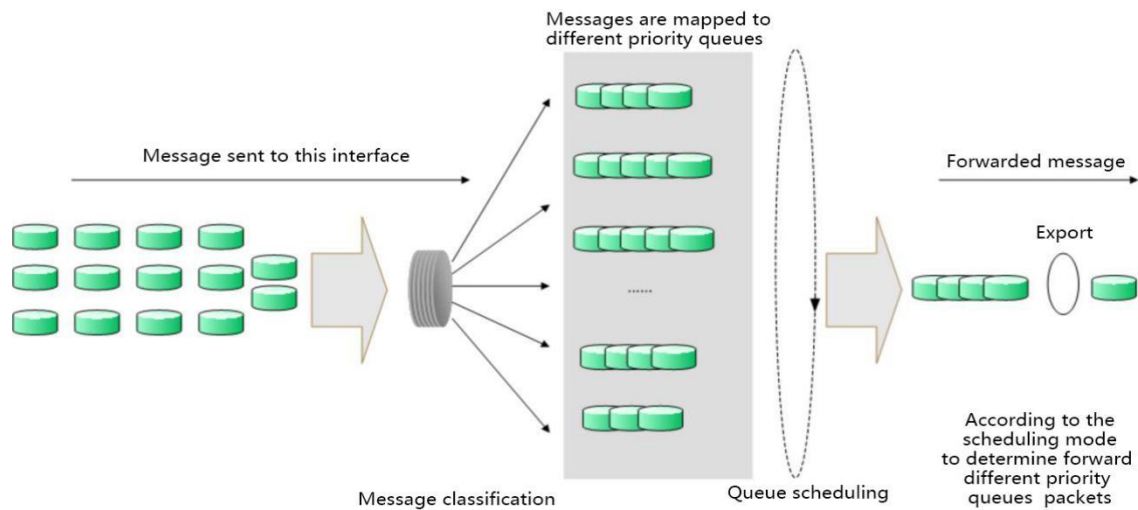 Messages are mapped to
different priority queues
Message sent to this interface
Forwarded message
Export
......
Message classification
Queue scheduling
According to the
scheduling mode
to determine forward
different priority
queues packets